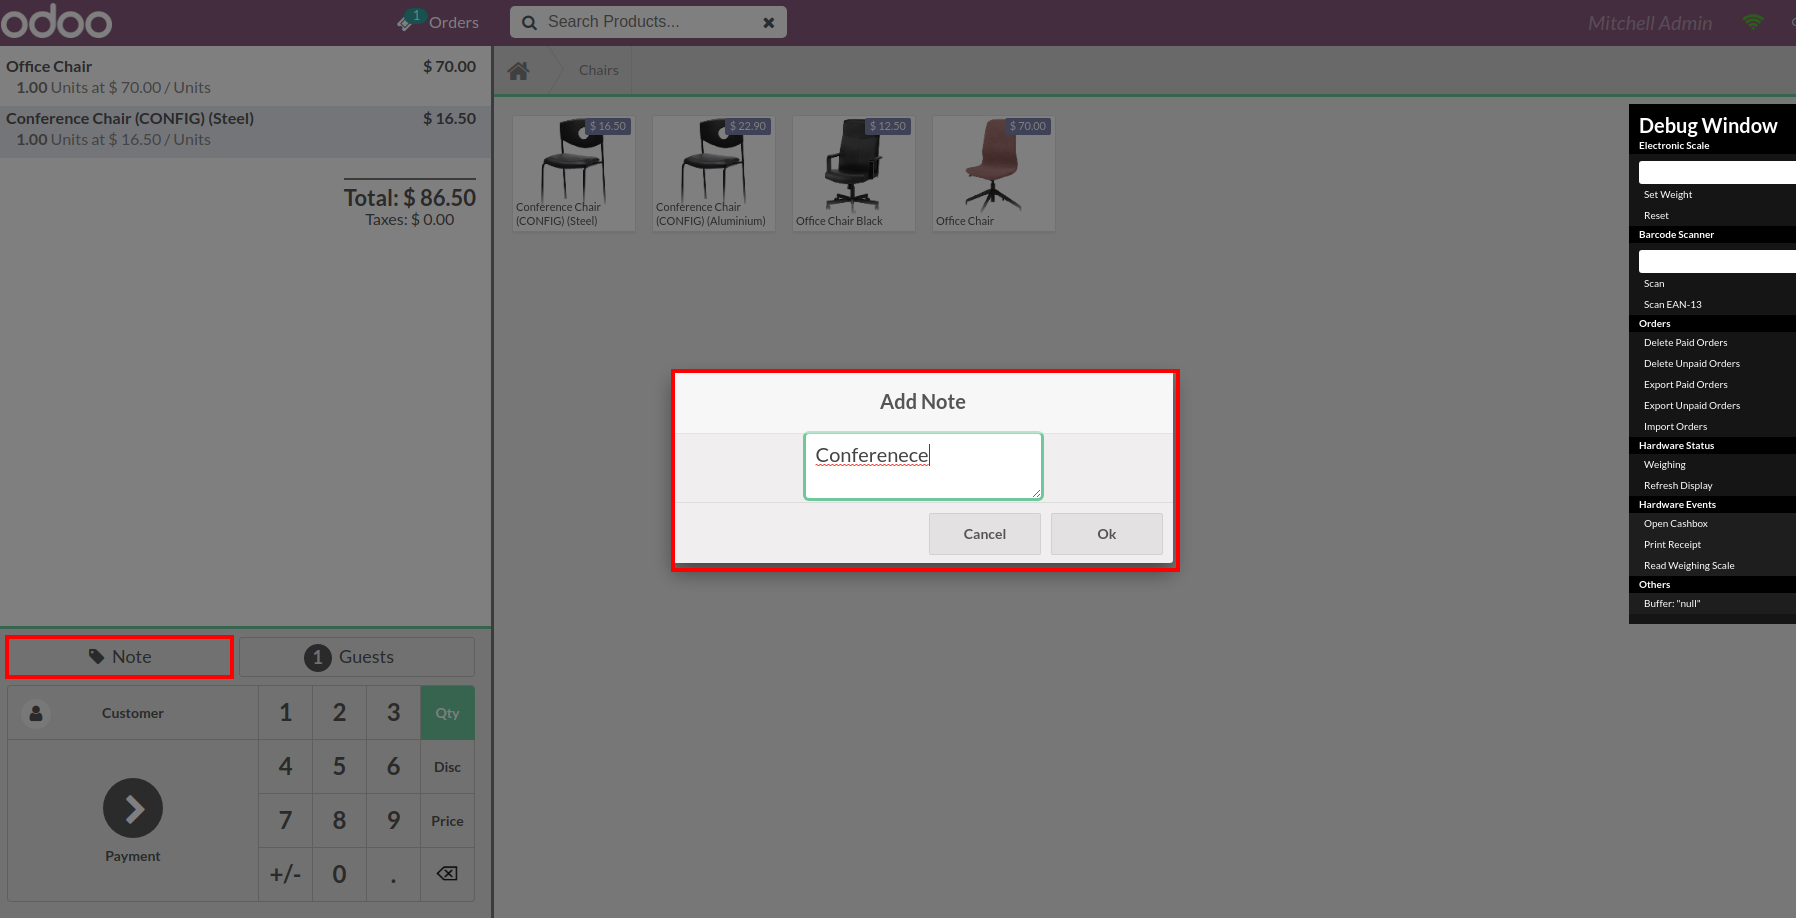 odoo
1
Orders
Search Products...
Mitchell Admin
Office Chair $ 70.00
1.00 Units at $ 70.00 / Units
Conference Chair (CONFIG) (Steel) $ 16.50
1.00 Units at $ 16.50 / Units
Total: $ 86.50
Taxes: $ 0.00
Chairs
$ 16.50
Conference Chair
(CONFIG) (Steel)
$ 22.90
Conference Chair
(CONFIG) (Aluminium)
$ 12.50
Office Chair Black
$ 70.00
Office Chair
Add Note
Conferenece
Cancel
Ok
Note
1 Guests
Customer
Payment
1 2 3 Qty
4 5 6 Disc
7 8 9 Price
+/- 0 .
Debug Window
Electronic Scale
Set Weight
Reset
Barcode Scanner
Scan
Scan EAN-13
Orders
Delete Paid Orders
Delete Unpaid Orders
Export Paid Orders
Export Unpaid Orders
Import Orders
Hardware Status
Weighing
Refresh Display
Hardware Events
Open Cashbox
Print Receipt
Read Weighing Scale
Others
Buffer: "null"